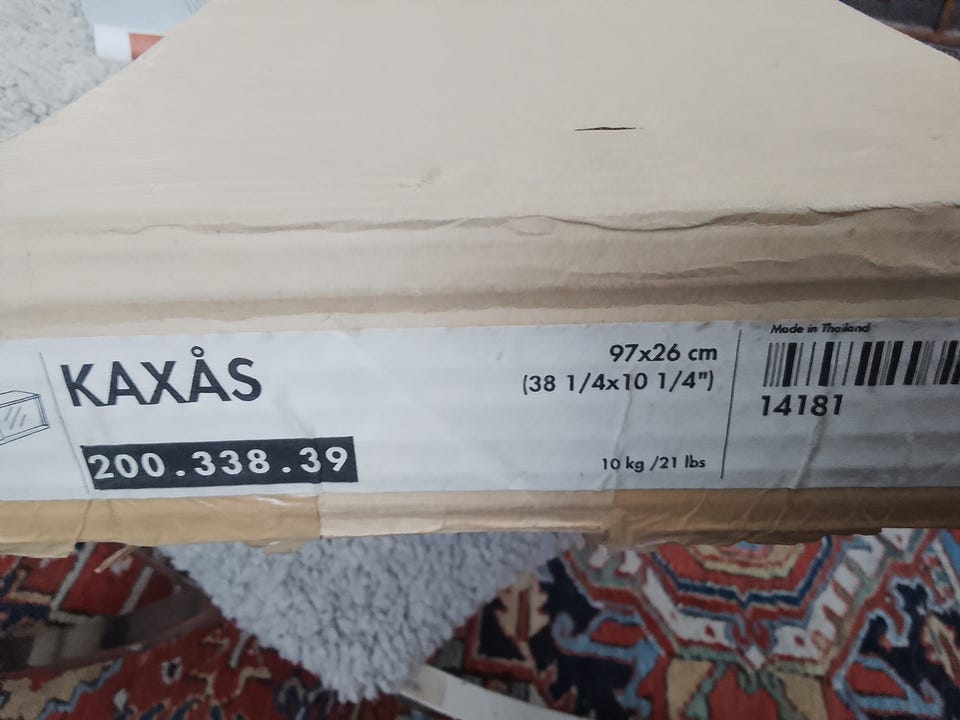 KAXÅS
200.338.39
97x26 cm
(38 1/4x10 1/4")
10 kg /21 lbs
Made in Thailand
14181